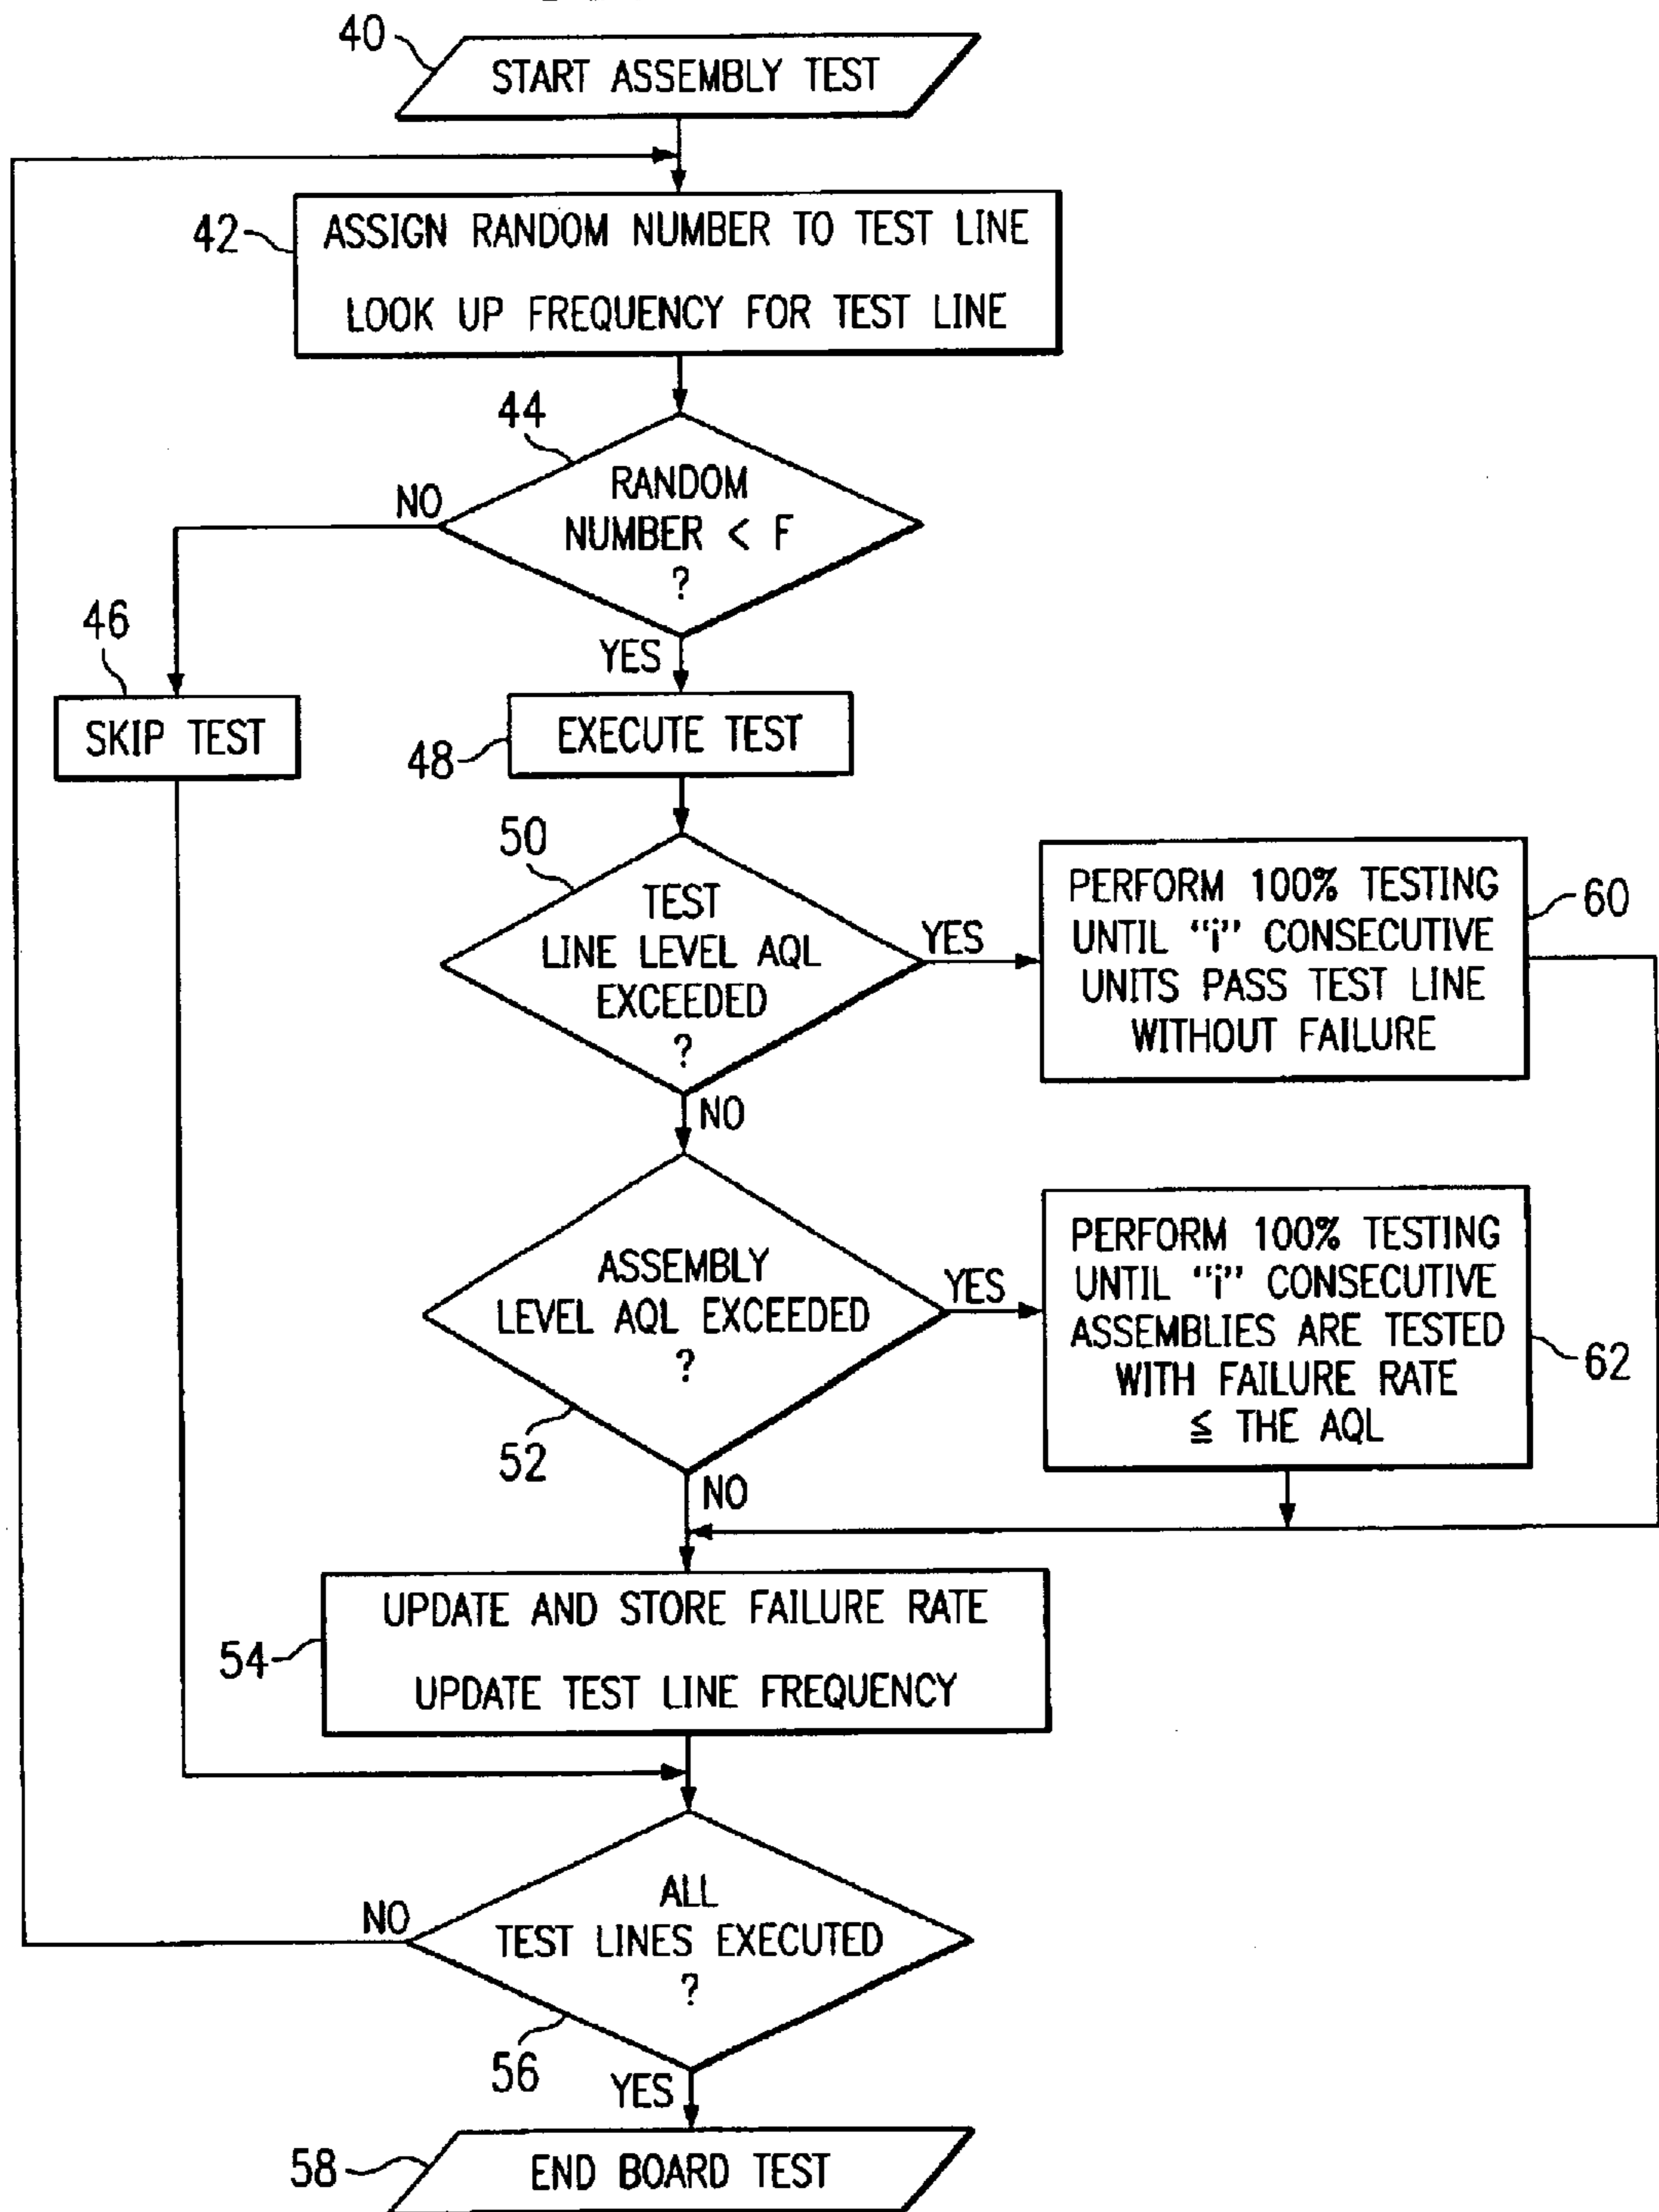 40
START ASSEMBLY TEST
42
ASSIGN RANDOM NUMBER TO TEST LINE
LOOK UP FREQUENCY FOR TEST LINE
44
RANDOM
NUMBER < F
?
NO
YES
46
SKIP TEST
48
EXECUTE TEST
50
TEST
LINE LEVEL AQL
EXCEEDED
?
YES
NO
PERFORM 100% TESTING
UNTIL "i" CONSECUTIVE
UNITS PASS TEST LINE
WITHOUT FAILURE
60
ASSEMBLY
LEVEL AQL EXCEEDED
?
52
YES
NO
PERFORM 100% TESTING
UNTIL "i" CONSECUTIVE
ASSEMBLIES ARE TESTED
WITH FAILURE RATE
≦ THE AQL
62
54
UPDATE AND STORE FAILURE RATE
UPDATE TEST LINE FREQUENCY
ALL
TEST LINES EXECUTED
?
NO
56
YES
58
END BOARD TEST